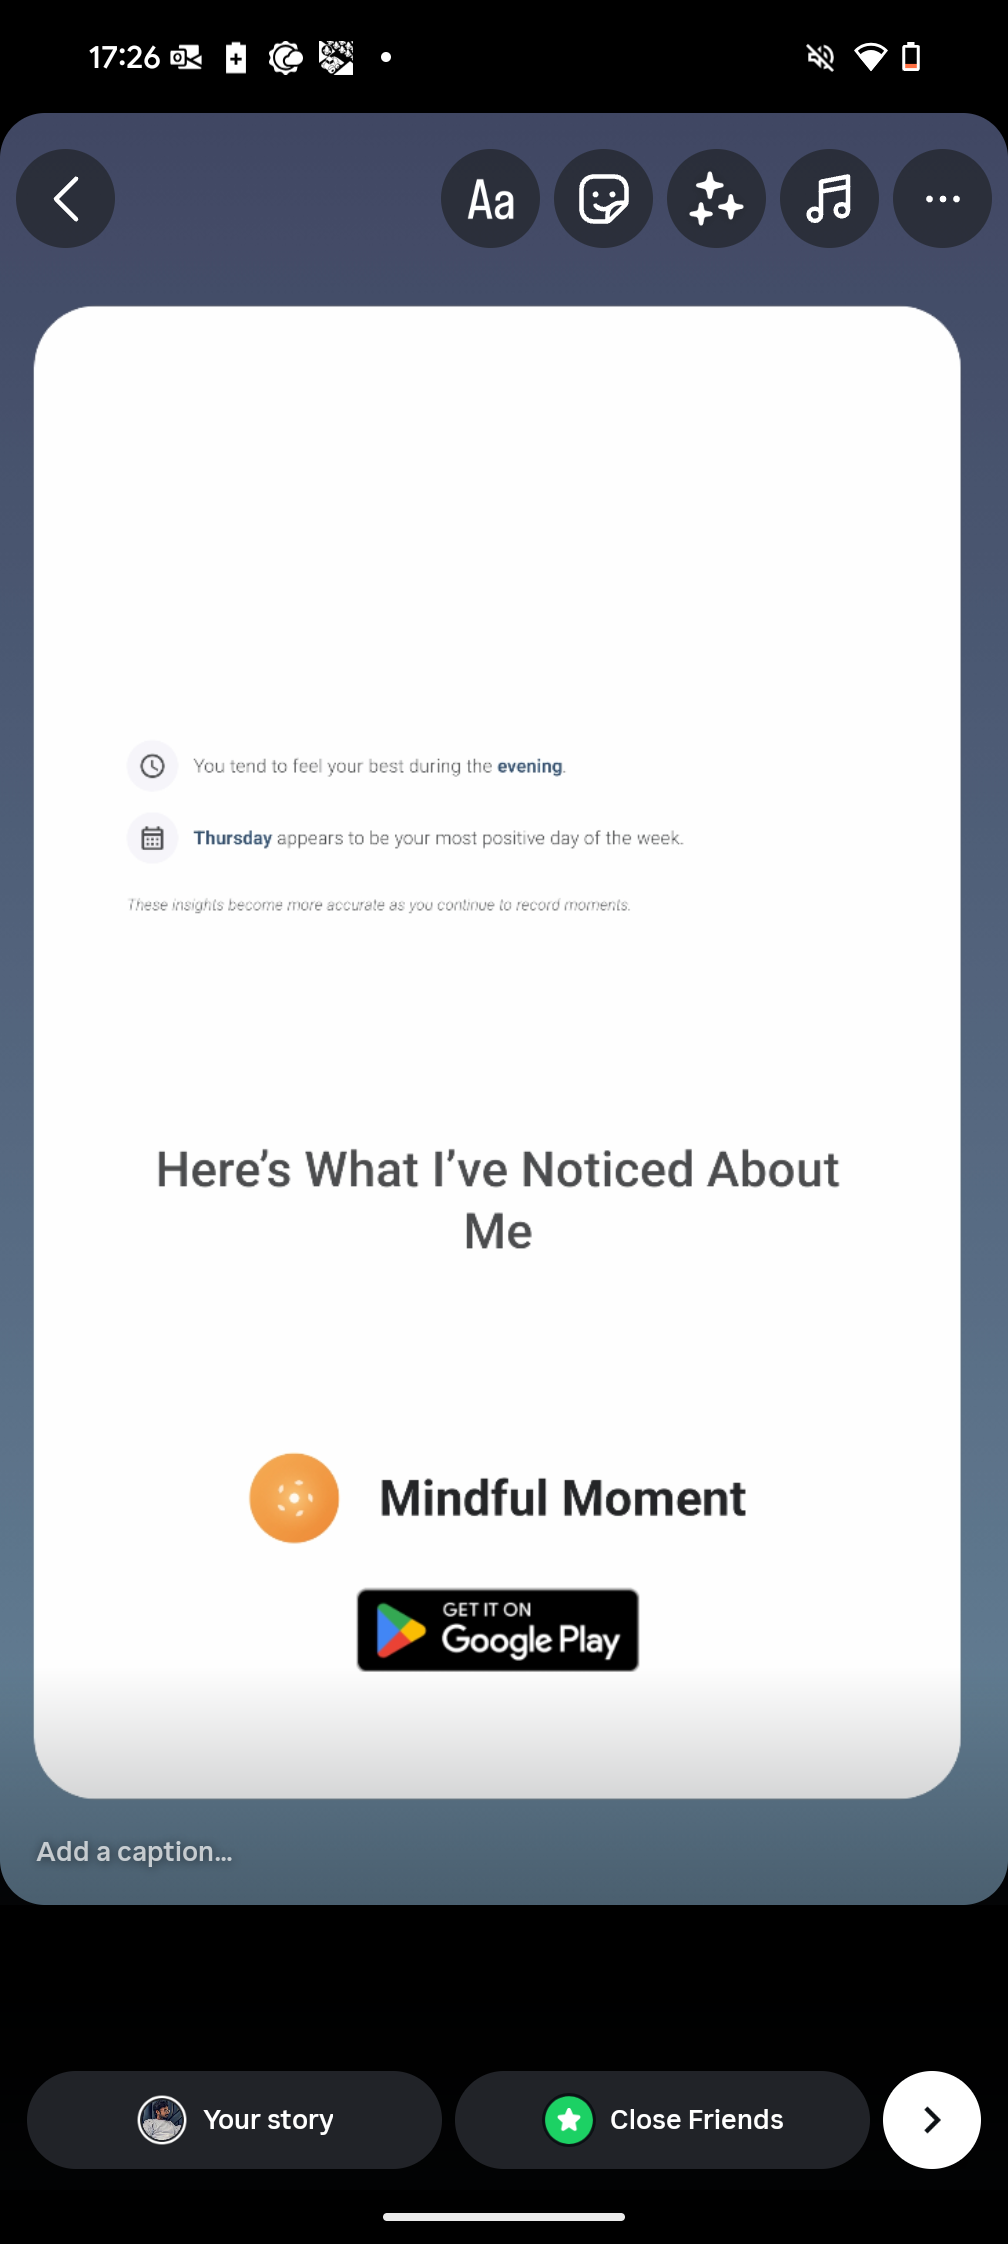 17:26
Aa
You tend to feel your best during the evening.
Thursday appears to be your most positive day of the week.
These insights become more accurate as you continue to record moments.
Here’s What I’ve Noticed About
Me
Mindful Moment
GET IT ON
Google Play
Add a caption...
Your story
Close Friends